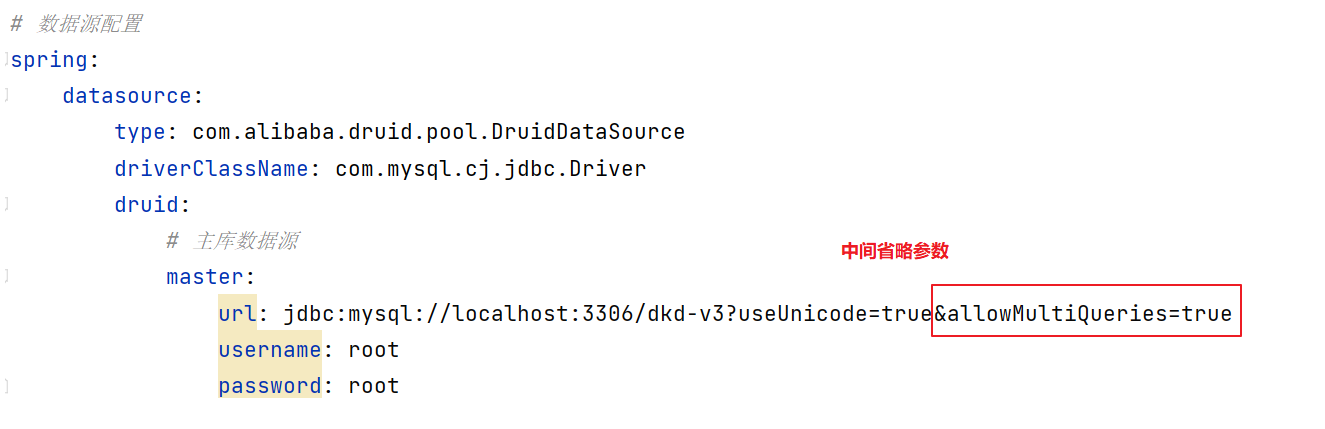 # 数据源配置
spring:
datasource:
type: com.alibaba.druid.pool.DruidDataSource
driverClassName: com.mysql.cj.jdbc.Driver
druid:
# 主库数据源
中间省略参数
master:
url: jdbc:mysql://localhost:3306/dkd-v3?useUnicode=true&allowMultiQueries=true
username: root
password: root